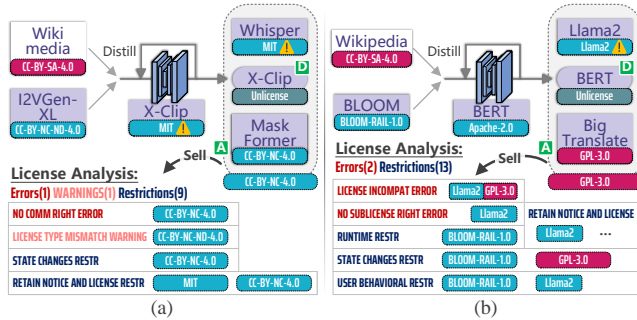 (a)
Wiki
media
CC-BY-SA-4.0
Distill
I2VGen-
XL
CC-BY-NC-ND-4.0
X-Clip
MIT
Whisper
MIT
D
X-Clip
Unlicense
Mask
Former
CC-BY-NC-4.0
A
Sell
CC-BY-NC-4.0
License Analysis:
Errors(1) WARNINGS(1) Restrictions(9)
NO COMM RIGHT ERROR CC-BY-NC-4.0
LICENSE TYPE MISMATCH WARNING CC-BY-NC-ND-4.0
STATE CHANGES RESTR CC-BY-NC-4.0
RETAIN NOTICE AND LICENSE RESTR MIT CC-BY-NC-4.0
(a)
(b)
Wikipedia
CC-BY-SA-4.0
Distill
BLOOM
BLOOM-RAIL-1.0
BERT
Apache-2.0
Llama2
Llama2
D
BERT
Unlicense
Big
Translate
GPL-3.0
A
Sell
GPL-3.0
License Analysis:
Errors(2) Restrictions(13)
LICENSE INCOMPAT ERROR Llama2 GPL-3.0
NO SUBLICENSE RIGHT ERROR Llama2 RETAIN NOTICE AND LICENSE
RUNTIME RESTR BLOOM-RAIL-1.0 Llama2 ...
STATE CHANGES RESTR BLOOM-RAIL-1.0 GPL-3.0
USER BEHAVIORAL RESTR BLOOM-RAIL-1.0 Llama2
(b)